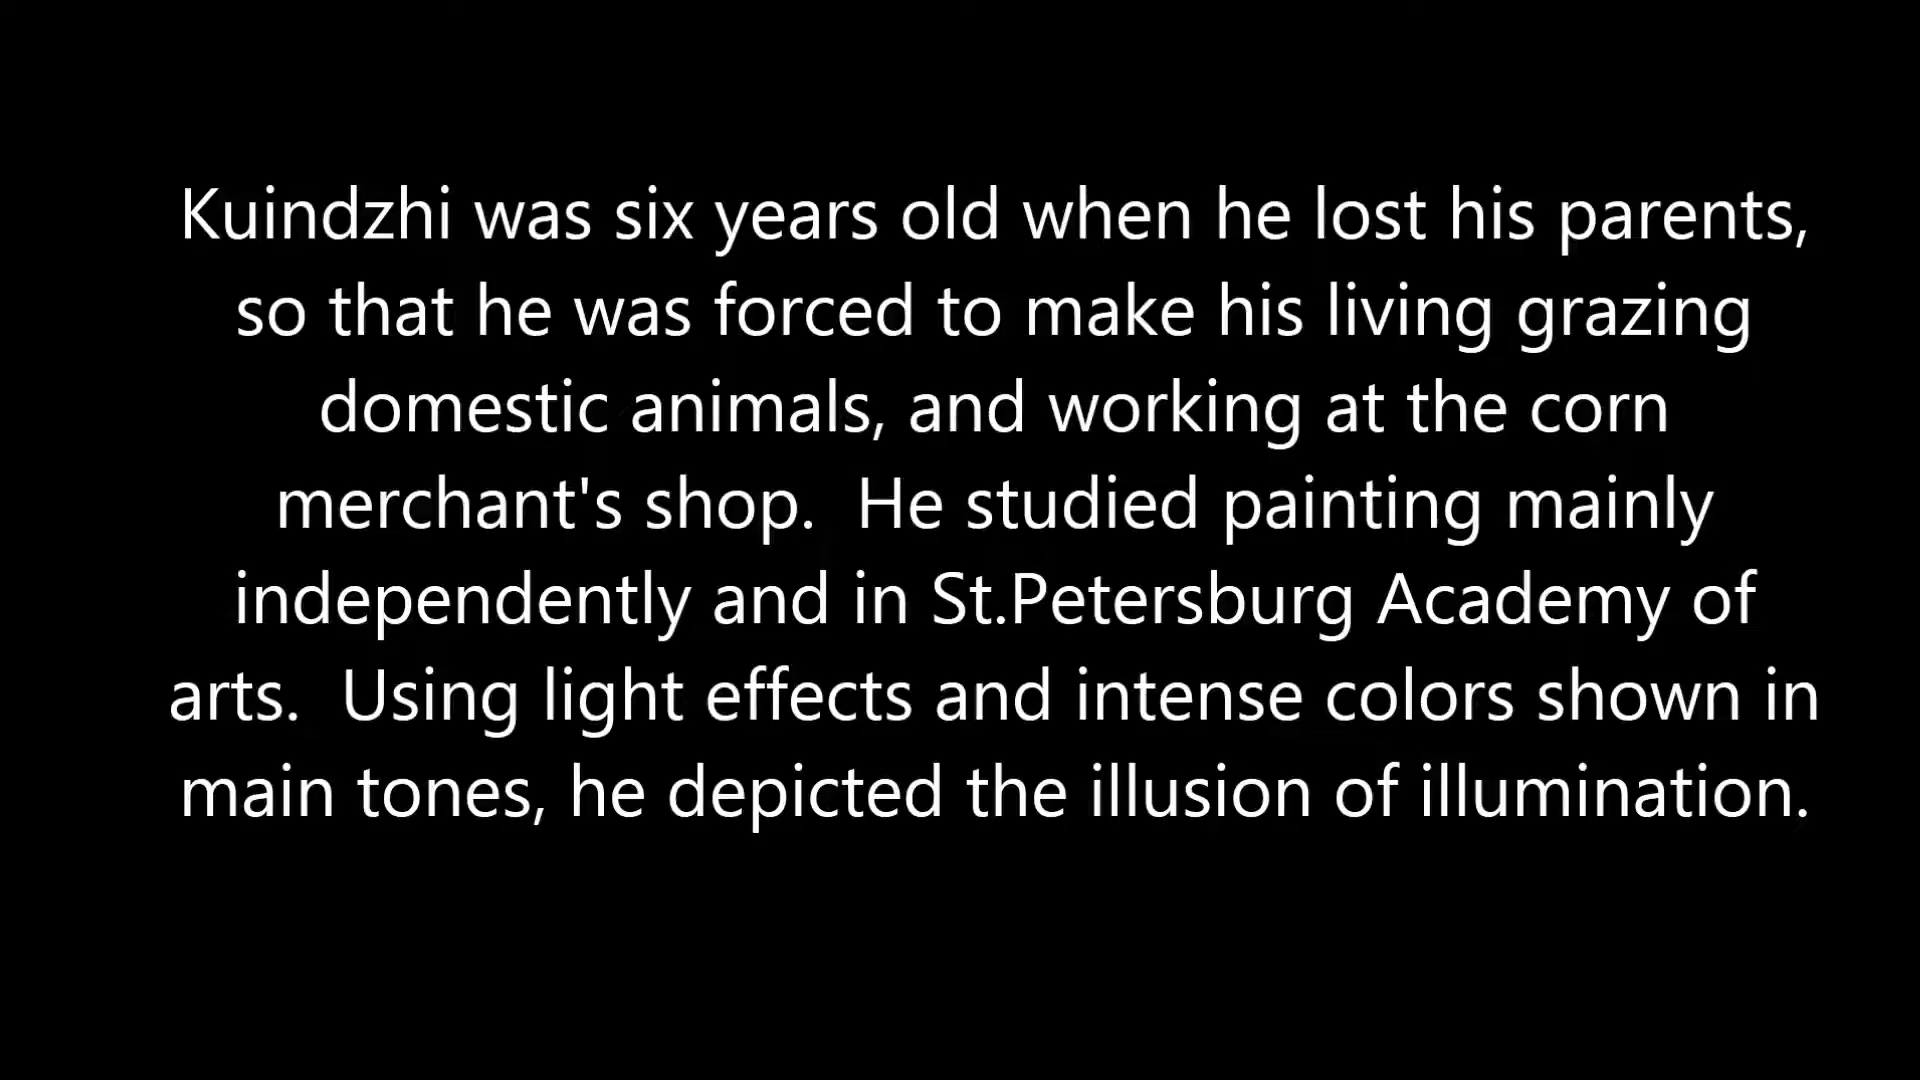 Kuindzhi was six years old when he lost his parents,
so that he was forced to make his living grazing
domestic animals, and working at the corn
merchant's shop.  He studied painting mainly
independently and in St.Petersburg Academy of
arts.  Using light effects and intense colors shown in
main tones, he depicted the illusion of illumination.